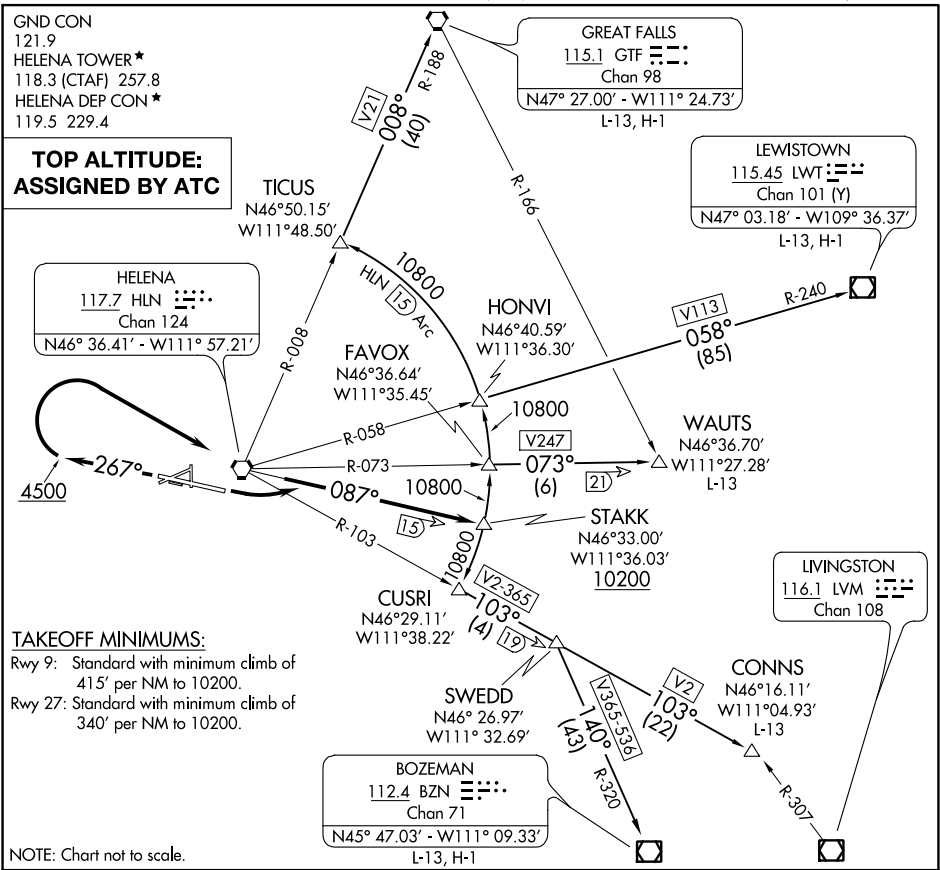 GND CON
121.9
HELENA TOWER★
118.3 (CTAF) 257.8
HELENA DEP CON★
119.5 229.4
TOP ALTITUDE:
ASSIGNED BY ATC
GREAT FALLS
115.1 GTF
Chan 98
N47° 27.00′ - W111° 24.73′
L-13, H-1
LEWISTOWN
115.45 LWT
Chan 101 (Y)
N47° 03.18′ - W109° 36.37′
L-13, H-1
R-188
V21
008°
(40)
R-166
TICUS
N46°50.15′
W111°48.50′
HELENA
117.7 HLN
Chan 124
N46° 36.41′ - W111° 57.21′
10800
HLN 15 Arc
R-008
HONVI
N46°40.59′
W111°36.30′
R-240
V113
058°
(85)
FAVOX
N46°36.64′
W111°35.45′
10800
R-058
R-073
V247
073°
(6)
21
WAUTS
N46°36.70′
W111°27.28′
L-13
267°
4500
087°
10800
15
STAKK
N46°33.00′
W111°36.03′
10200
R-103
10800
CUSRI
N46°29.11′
W111°38.22′
V2-365
103°
(4)
19
LIVINGSTON
116.1 LVM
Chan 108
TAKEOFF MINIMUMS:
Rwy 9: Standard with minimum climb of
415′ per NM to 10200.
Rwy 27: Standard with minimum climb of
340′ per NM to 10200.
SWEDD
N46° 26.97′
W111° 32.69′
V365-536
140°
(43)
R-320
V2
103°
(22)
CONNS
N46°16.11′
W111°04.93′
L-13
R-307
BOZEMAN
112.4 BZN
Chan 71
N45° 47.03′ - W111° 09.33′
L-13, H-1
NOTE: Chart not to scale.